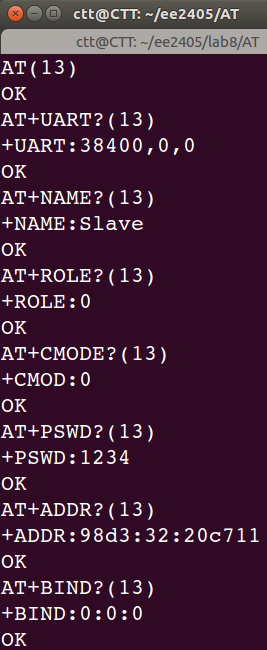 ctt@CTT: ~/ee2405/AT
ctt@CTT: ~/ee2405/lab8/AT
AT(13)
OK
AT+UART?(13)
+UART:38400,0,0
OK
AT+NAME?(13)
+NAME:Slave
OK
AT+ROLE?(13)
+ROLE:0
OK
AT+CMODE?(13)
+CMOD:0
OK
AT+PSWD?(13)
+PSWD:1234
OK
AT+ADDR?(13)
+ADDR:98d3:32:20c711
OK
AT+BIND?(13)
+BIND:0:0:0
OK